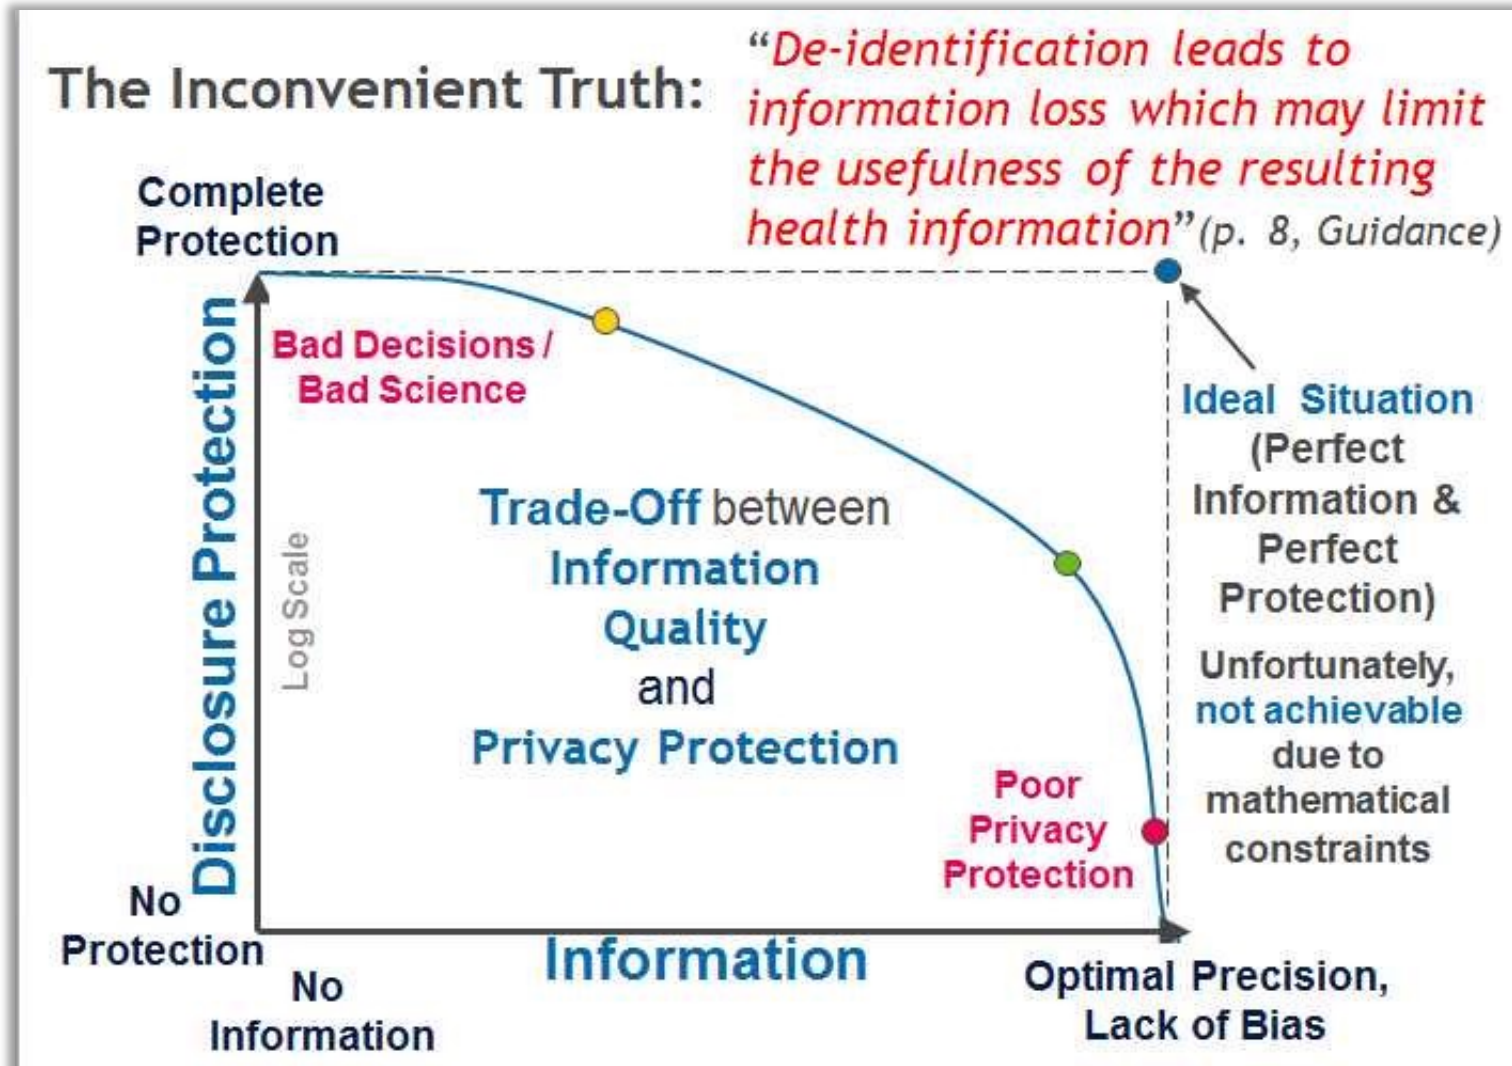 The Inconvenient Truth:
“De-identification leads to
information loss which may limit
the usefulness of the resulting
health information”(p. 8, Guidance)
Complete
Protection
Disclosure Protection
Log Scale
Bad Decisions /
Bad Science
Trade-Off between
Information
Quality
and
Privacy Protection
Ideal Situation
(Perfect
Information &
Perfect
Protection)
Unfortunately,
not achievable
due to
mathematical
constraints
Poor
Privacy
Protection
No
Protection
No
Information
Information
Optimal Precision,
Lack of Bias